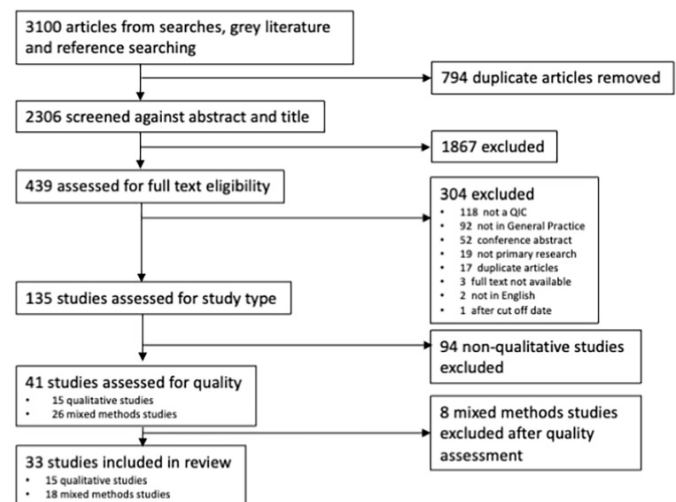 3100 articles from searches, grey literature
and reference searching
794 duplicate articles removed
2306 screened against abstract and title
1867 excluded
439 assessed for full text eligibility
304 excluded
• 118 not a QIC
• 92 not in General Practice
• 52 conference abstract
• 19 not primary research
• 17 duplicate articles
• 3 full text not available
• 2 not in English
• 1 after cut off date
135 studies assessed for study type
94 non-qualitative studies
excluded
41 studies assessed for quality
• 15 qualitative studies
• 26 mixed methods studies
8 mixed methods studies
excluded after quality
assessment
33 studies included in review
• 15 qualitative studies
• 18 mixed methods studies